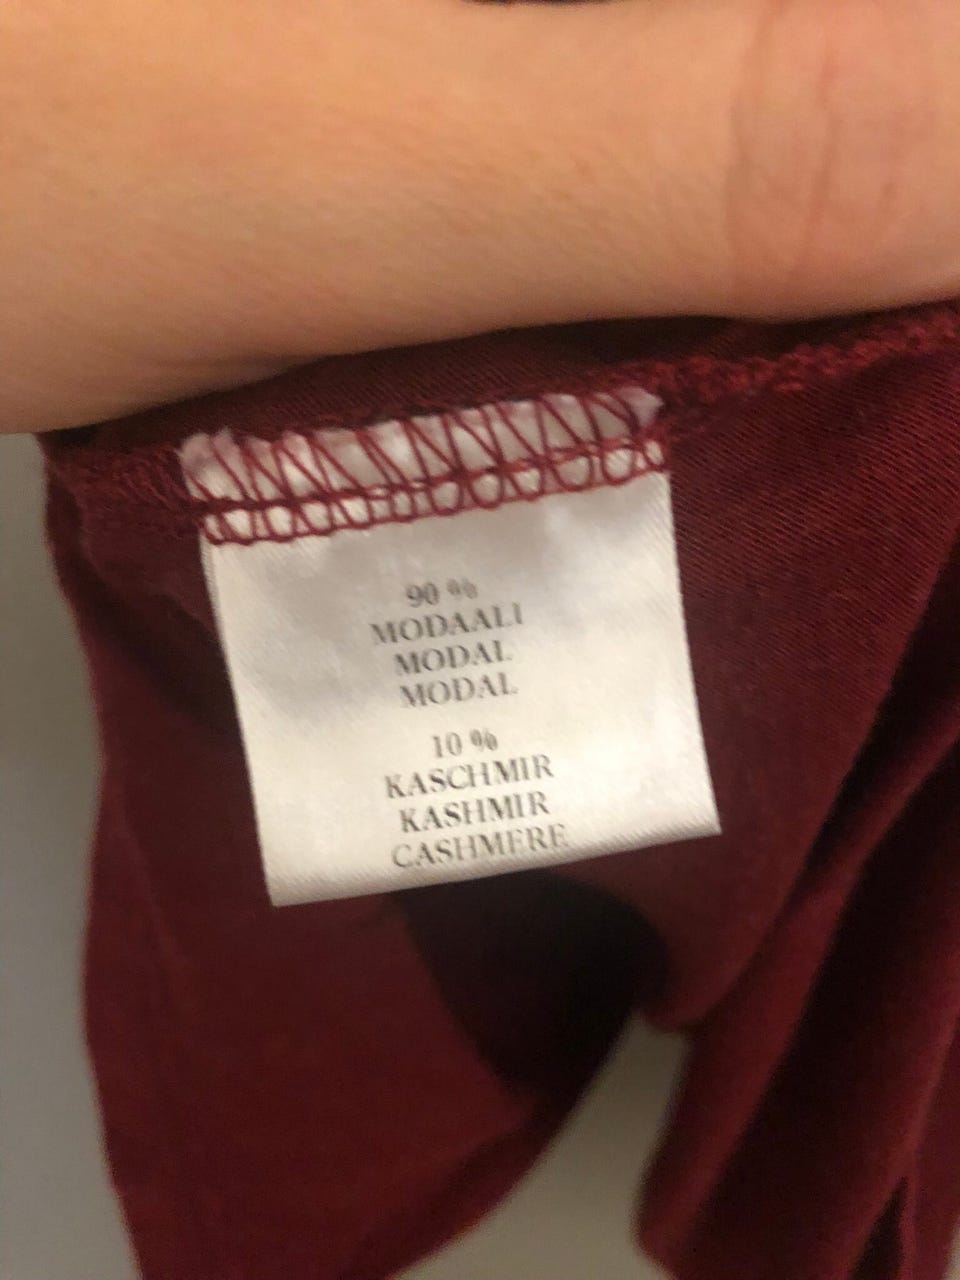 90 %
MODAALI
MODAL
MODAL
10 %
KASCHMIR
KASHMIR
CASHMERE